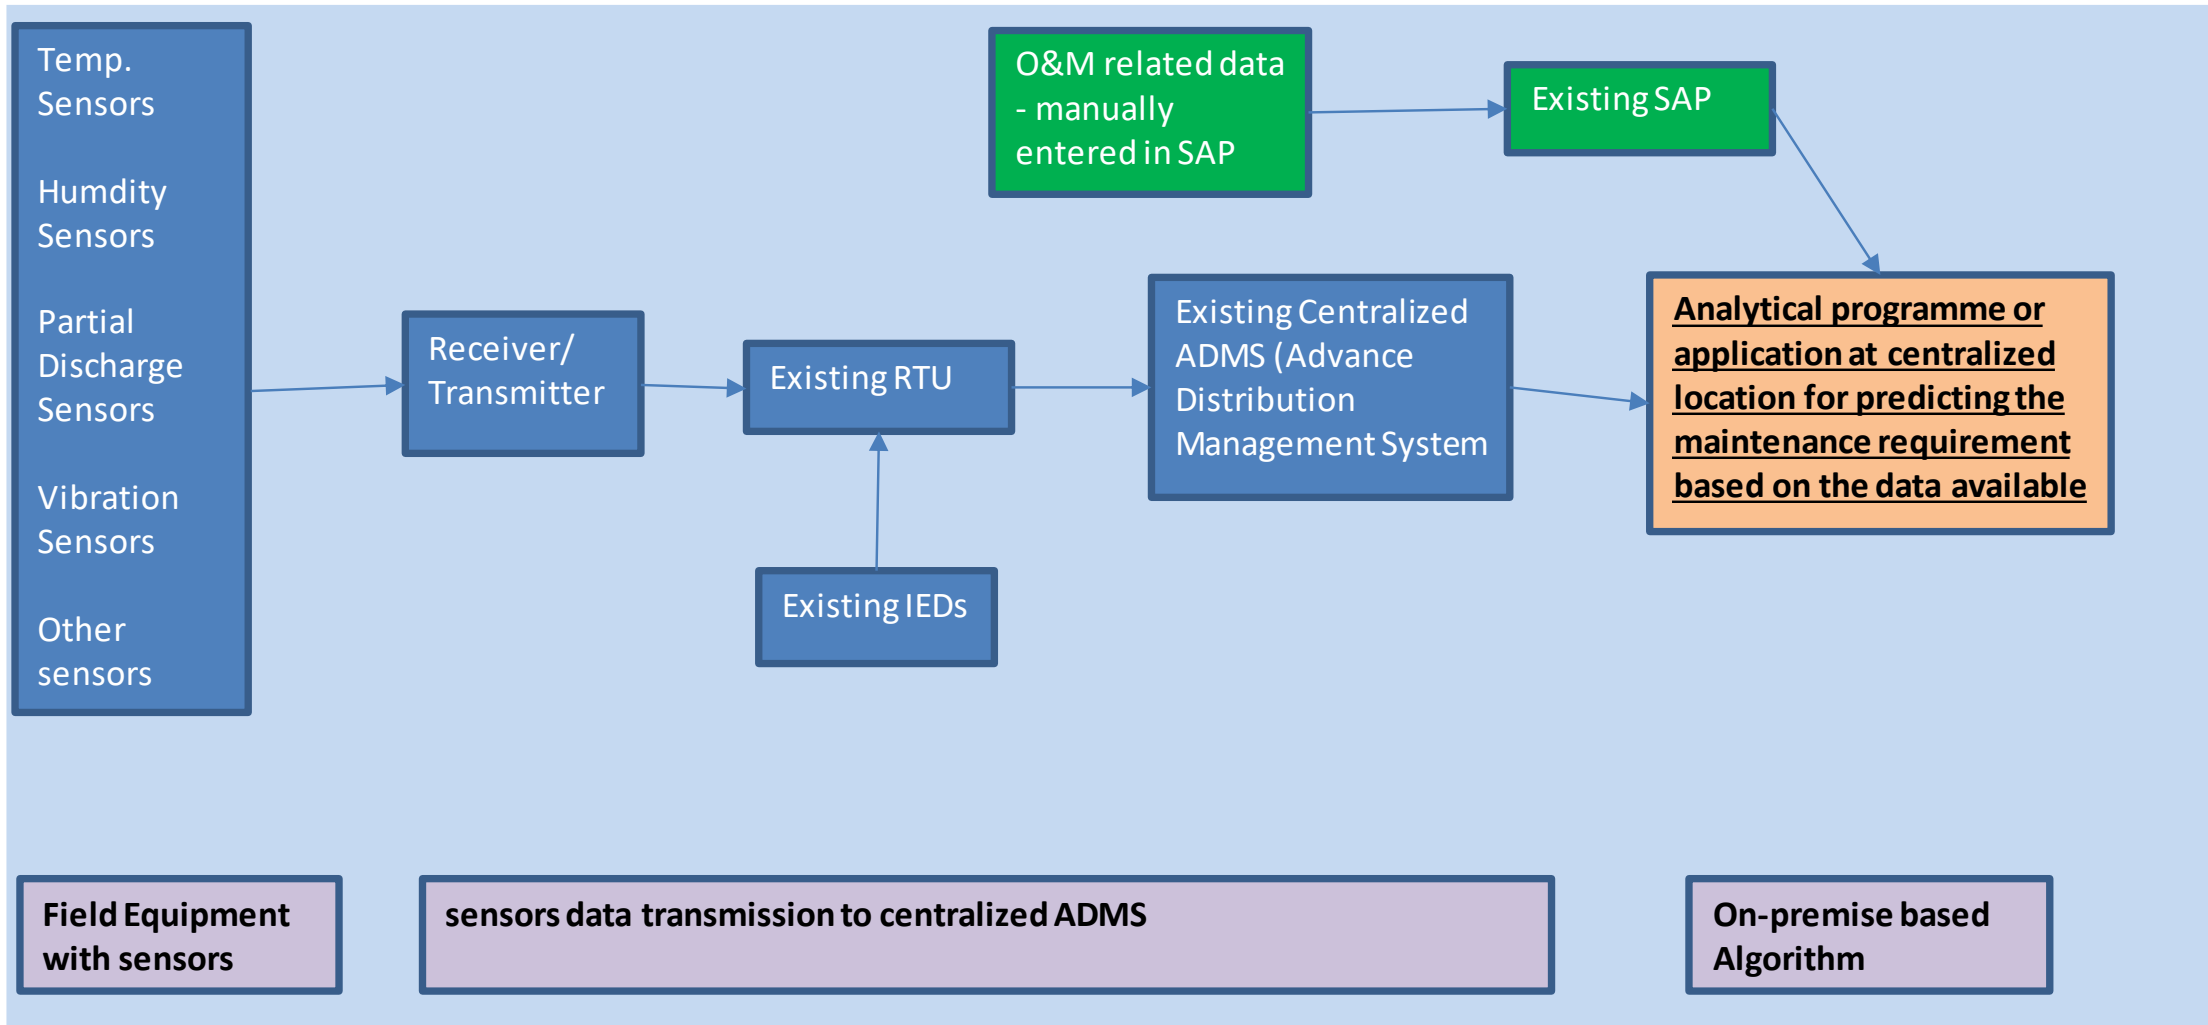 Temp.
Sensors
Humdity
Sensors
Partial
Discharge
Sensors
Vibration
Sensors
Other
sensors
Receiver/
Transmitter
Existing RTU
Existing IEDs
O&M related data
- manually
entered in SAP
Existing SAP
Existing Centralized
ADMS (Advance
Distribution
Management System
Analytical programme or
application at centralized
location for predicting the
maintenance requirement
based on the data available
Field Equipment
with sensors
sensors data transmission to centralized ADMS
On-premise based
Algorithm